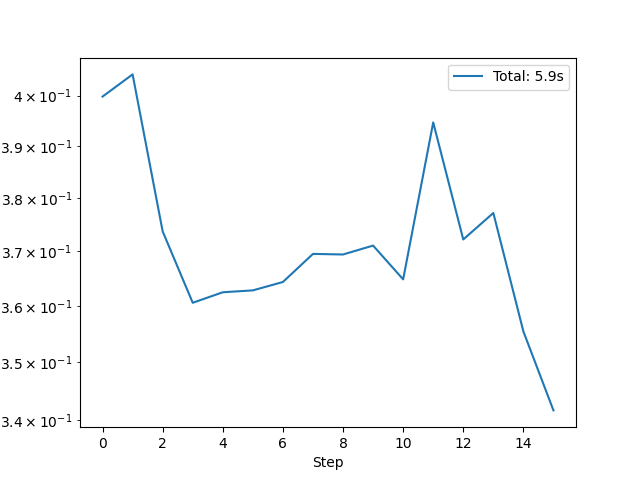 Total: 5.9s
4 × 10⁻¹
3.9 × 10⁻¹
3.8 × 10⁻¹
3.7 × 10⁻¹
3.6 × 10⁻¹
3.5 × 10⁻¹
3.4 × 10⁻¹
0 2 4 6 8 10 12 14
Step